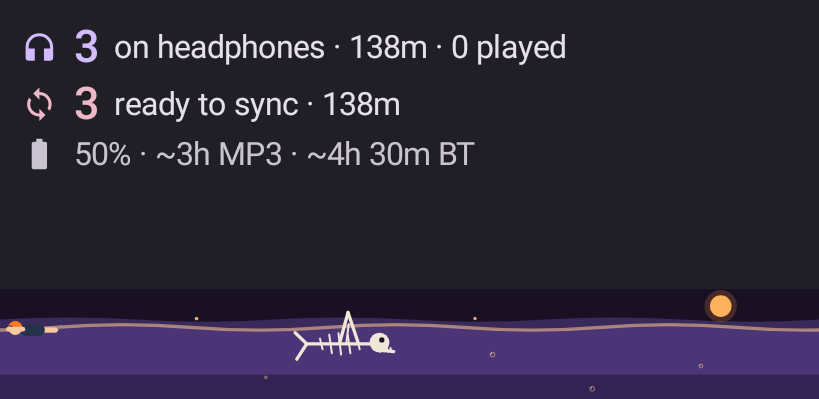 3 on headphones · 138m · 0 played
3 ready to sync · 138m
50% · ~3h MP3 · ~4h 30m BT